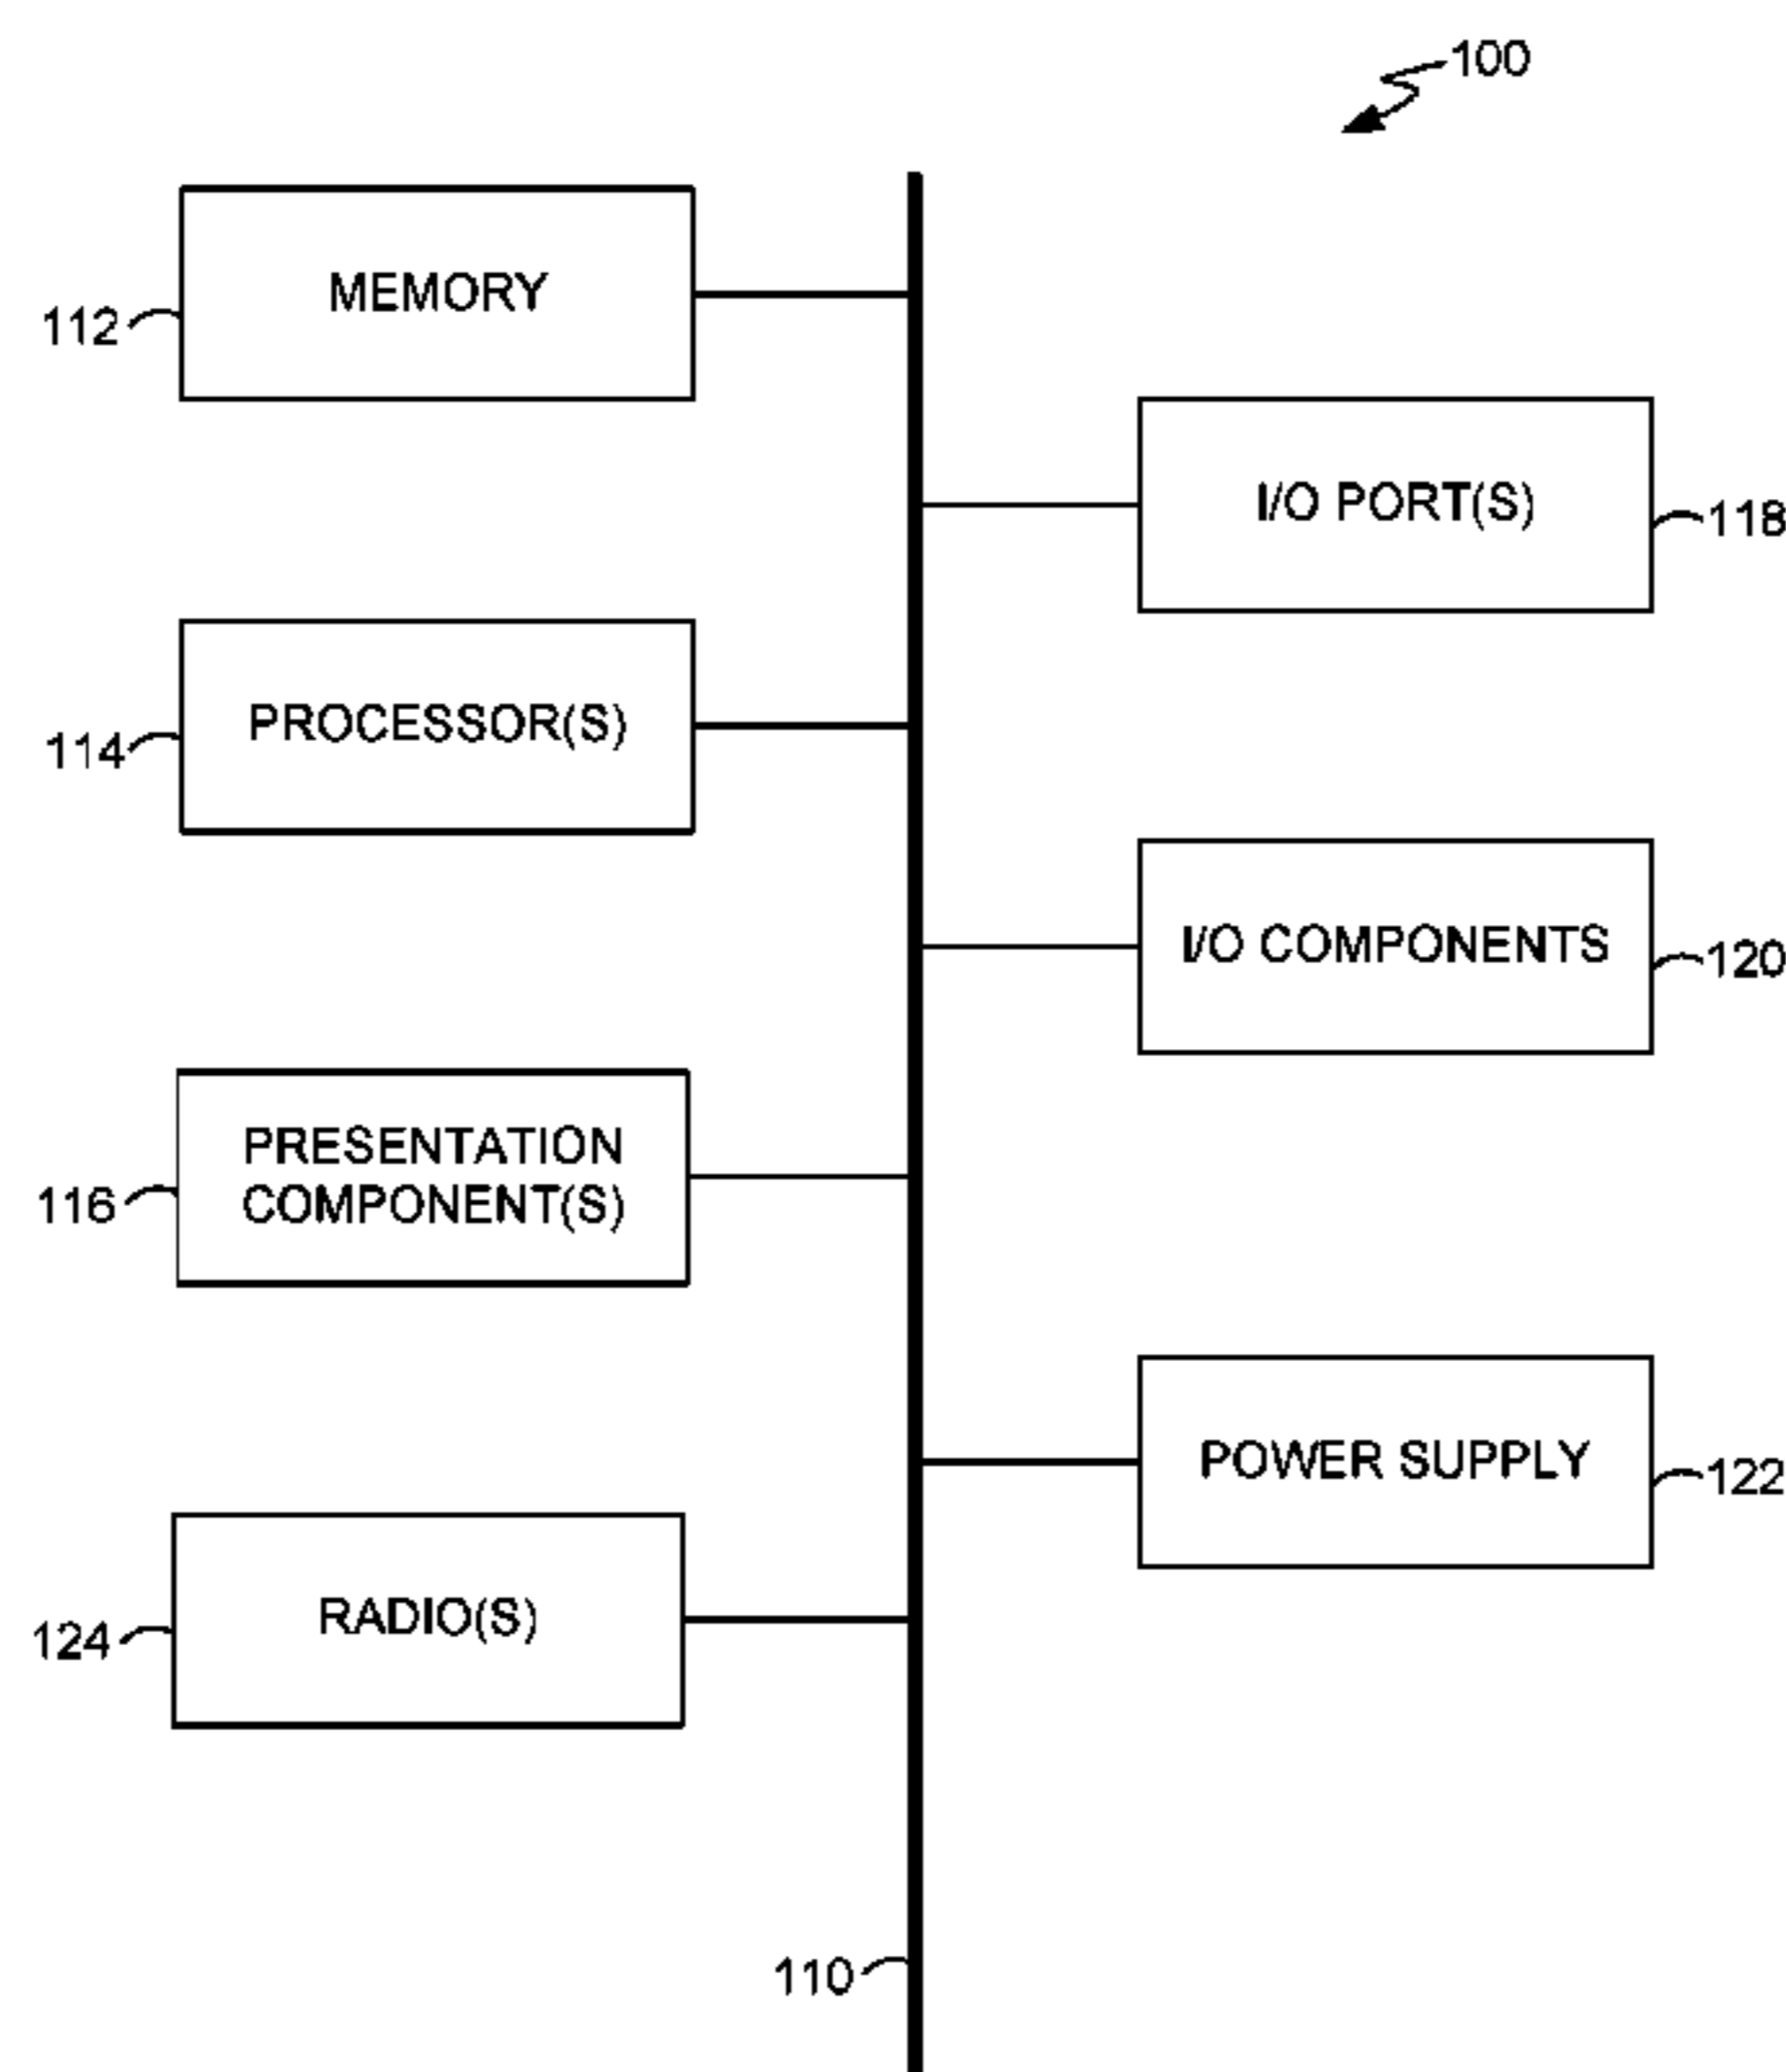 100
MEMORY
112
I/O PORT(S)
118
PROCESSOR(S)
114
I/O COMPONENTS
120
PRESENTATION
COMPONENT(S)
116
POWER SUPPLY
122
RADIO(S)
124
110